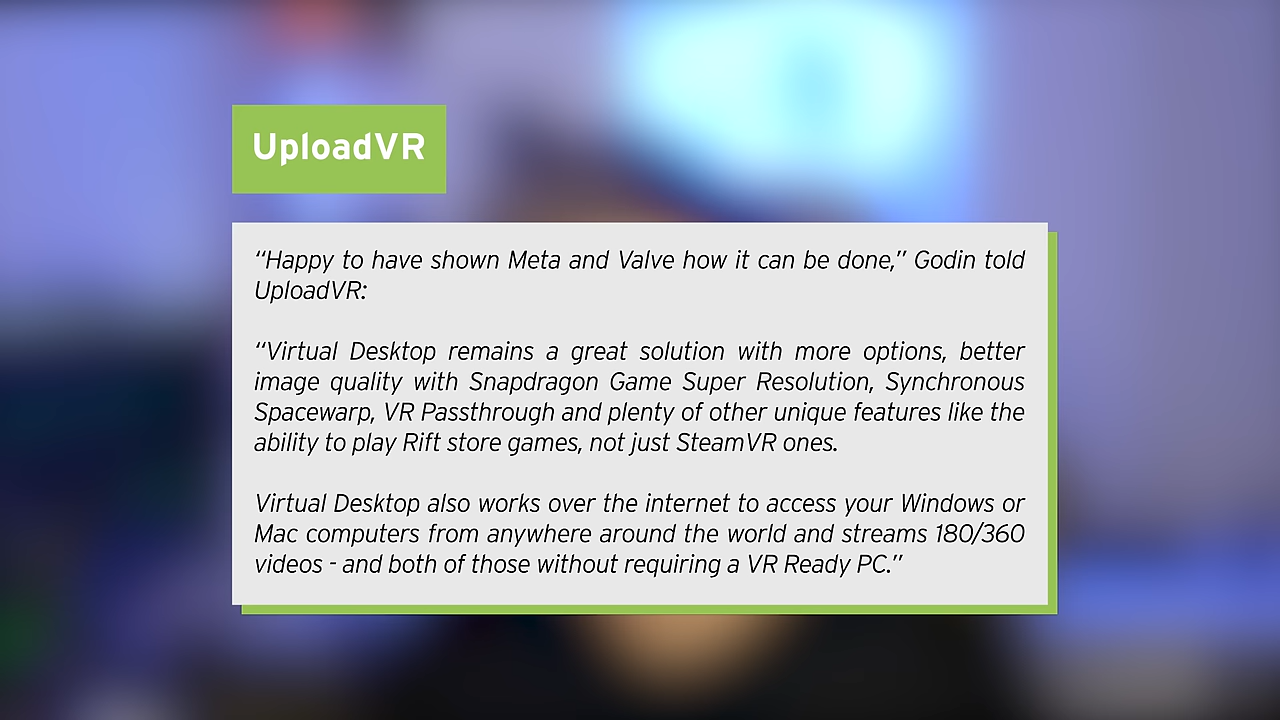 UploadVR
“Happy to have shown Meta and Valve how it can be done,” Godin told
UploadVR:
“Virtual Desktop remains a great solution with more options, better
image quality with Snapdragon Game Super Resolution, Synchronous
Spacewarp, VR Passthrough and plenty of other unique features like the
ability to play Rift store games, not just SteamVR ones.
Virtual Desktop also works over the internet to access your Windows or
Mac computers from anywhere around the world and streams 180/360
videos - and both of those without requiring a VR Ready PC.”